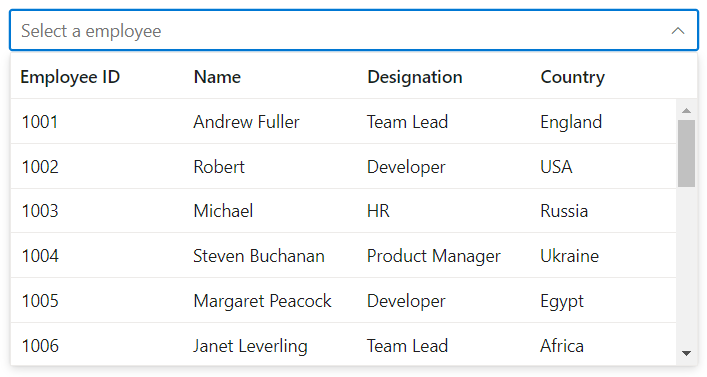 Select a employee
Employee ID Name Designation Country
1001 Andrew Fuller Team Lead England
1002 Robert Developer USA
1003 Michael HR Russia
1004 Steven Buchanan Product Manager Ukraine
1005 Margaret Peacock Developer Egypt
1006 Janet Leverling Team Lead Africa